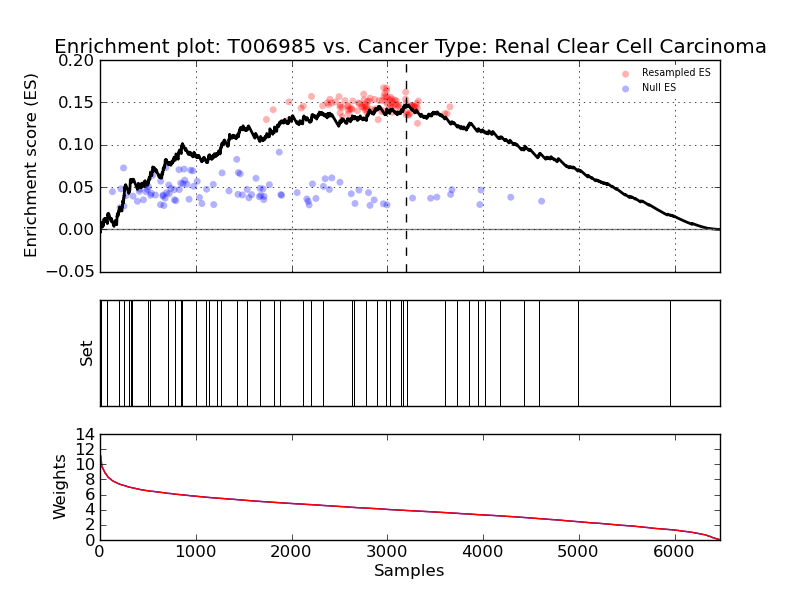 Enrichment plot: T006985 vs. Cancer Type: Renal Clear Cell Carcinoma
Enrichment score (ES)
0.20
0.15
0.10
0.05
0.00
−0.05
Resampled ES
Null ES
Set
Weights
14
12
10
8
6
4
2
0
0 1000 2000 3000 4000 5000 6000
Samples